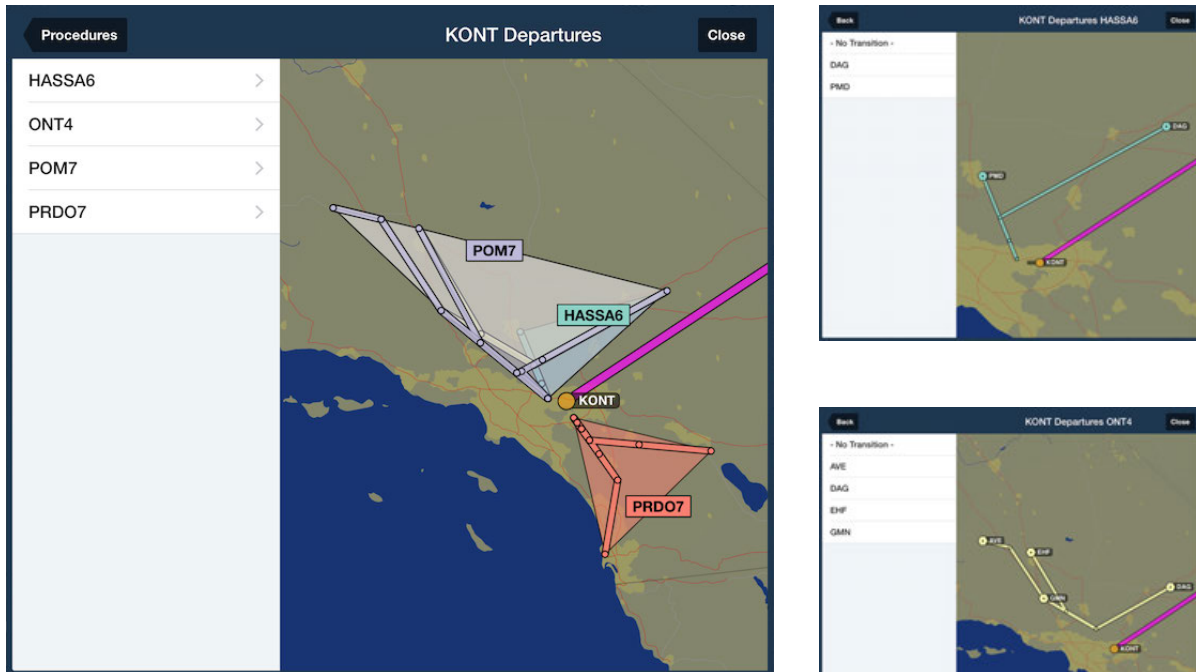 Procedures
KONT Departures
Close
HASSA6
ONT4
POM7
PRDO7
POM7
HASSA6
KONT
PRDO7
Back
KONT Departures HASSA6
Close
- No Transition -
DAG
PMD
DAG
PMD
KONT
Back
KONT Departures ONT4
Close
- No Transition -
AVE
DAG
EHF
GMN
AVE
EHF
DAG
GMN
KONT